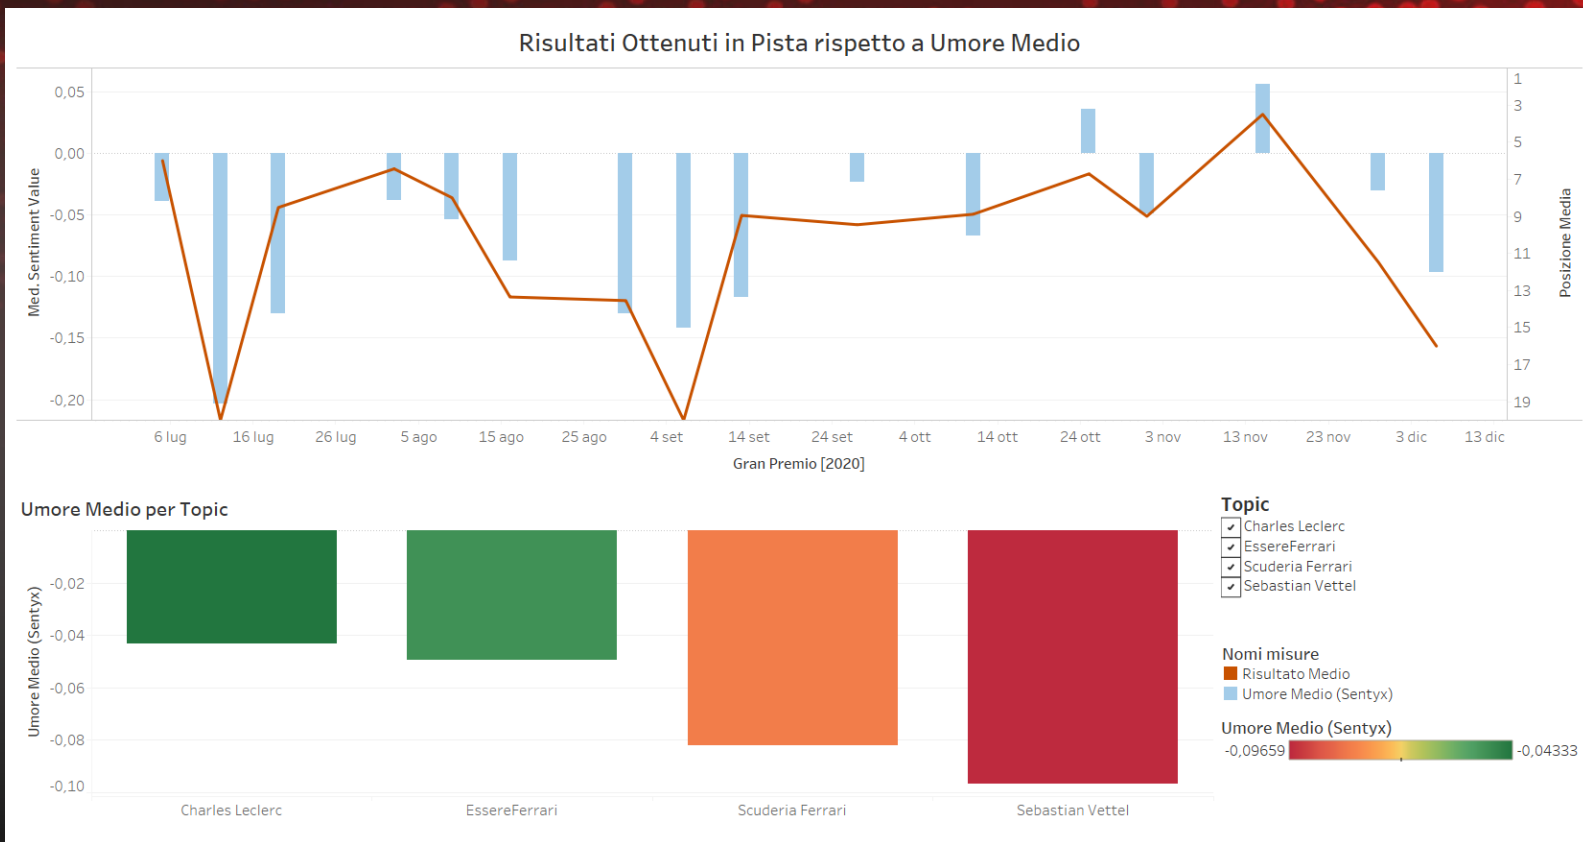 Risultati Ottenuti in Pista rispetto a Umore Medio
Med. Sentiment Value
0,05
0,00
-0,05
-0,10
-0,15
-0,20
1
3
5
7
9
11
13
15
17
19
Posizione Media
6 lug 16 lug 26 lug 5 ago 15 ago 25 ago 4 set 14 set 24 set 4 ott 14 ott 24 ott 3 nov 13 nov 23 nov 3 dic 13 dic
Gran Premio [2020]
Umore Medio per Topic
Umore Medio (Sentyx)
-0,02
-0,04
-0,06
-0,08
-0,10
Charles Leclerc EssereFerrari Scuderia Ferrari Sebastian Vettel
Topic
Charles Leclerc
EssereFerrari
Scuderia Ferrari
Sebastian Vettel
Nomi misure
Risultato Medio
Umore Medio (Sentyx)
Umore Medio (Sentyx)
-0,09659 -0,04333